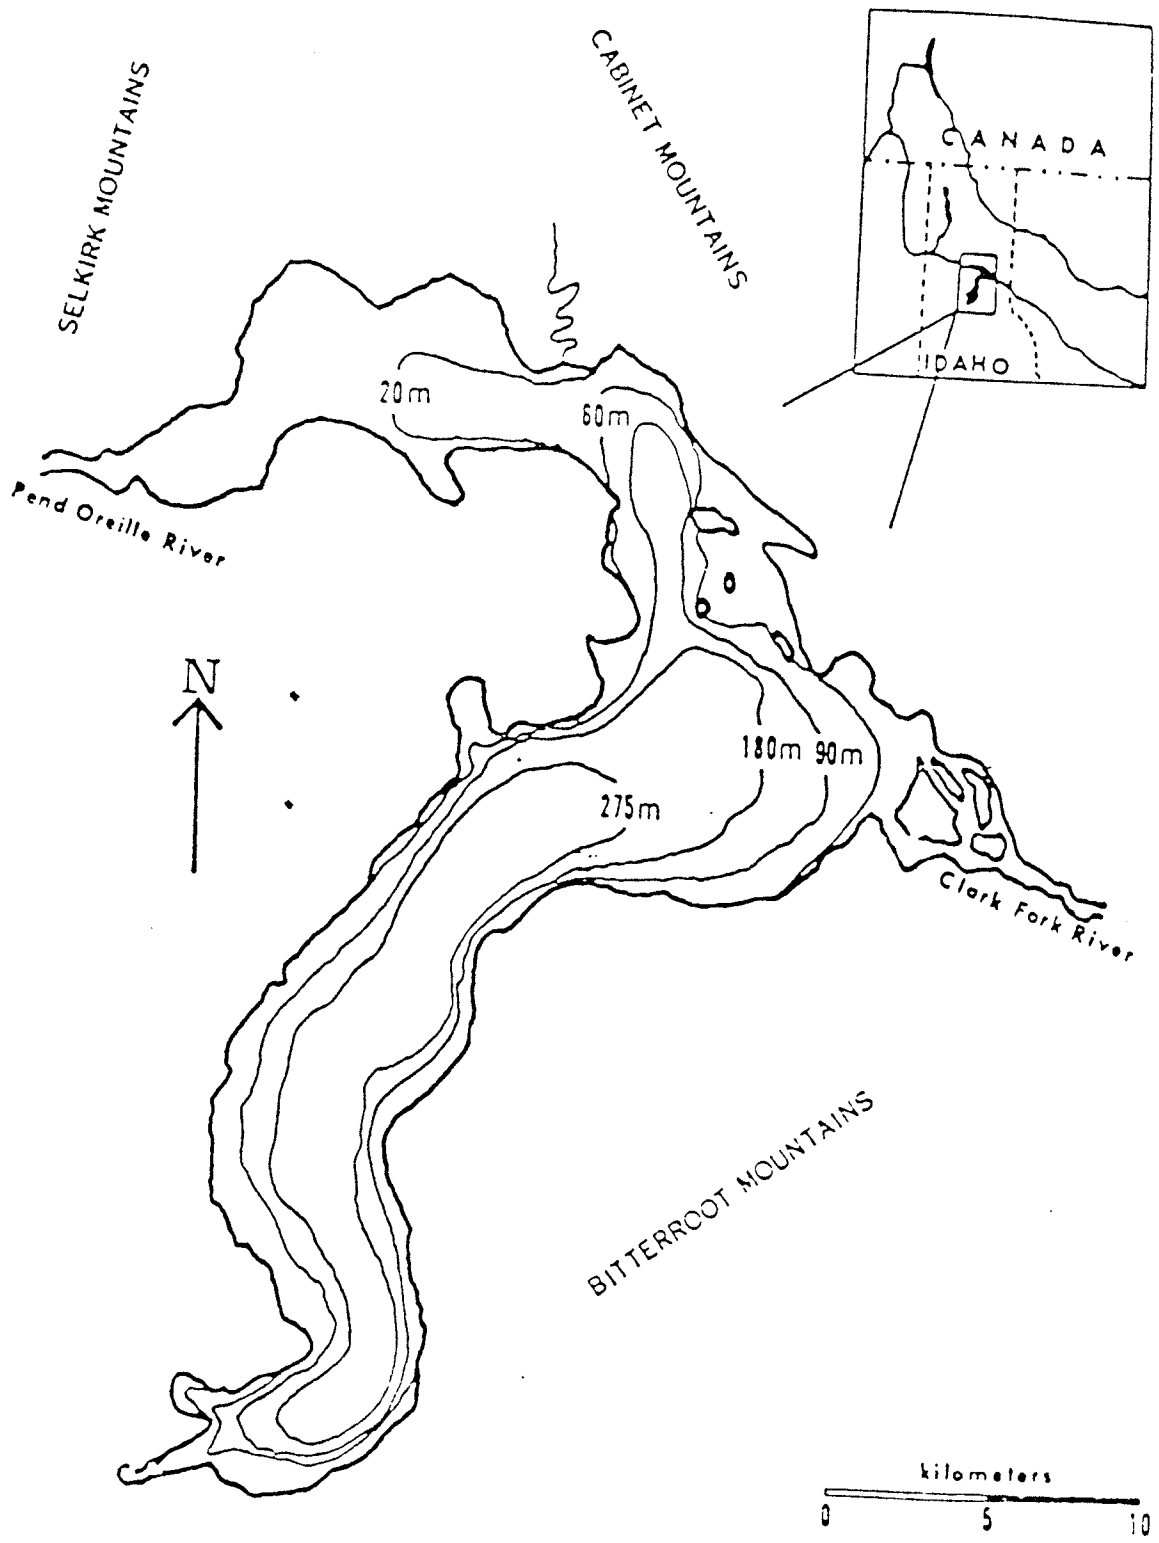 SELKIRK MOUNTAINS
CABINET MOUNTAINS
CANADA
IDAHO
20m
60m
Pend Oreille River
N
180m
90m
275m
Clark Fork River
BITTERROOT MOUNTAINS
kilometers
0 5 10